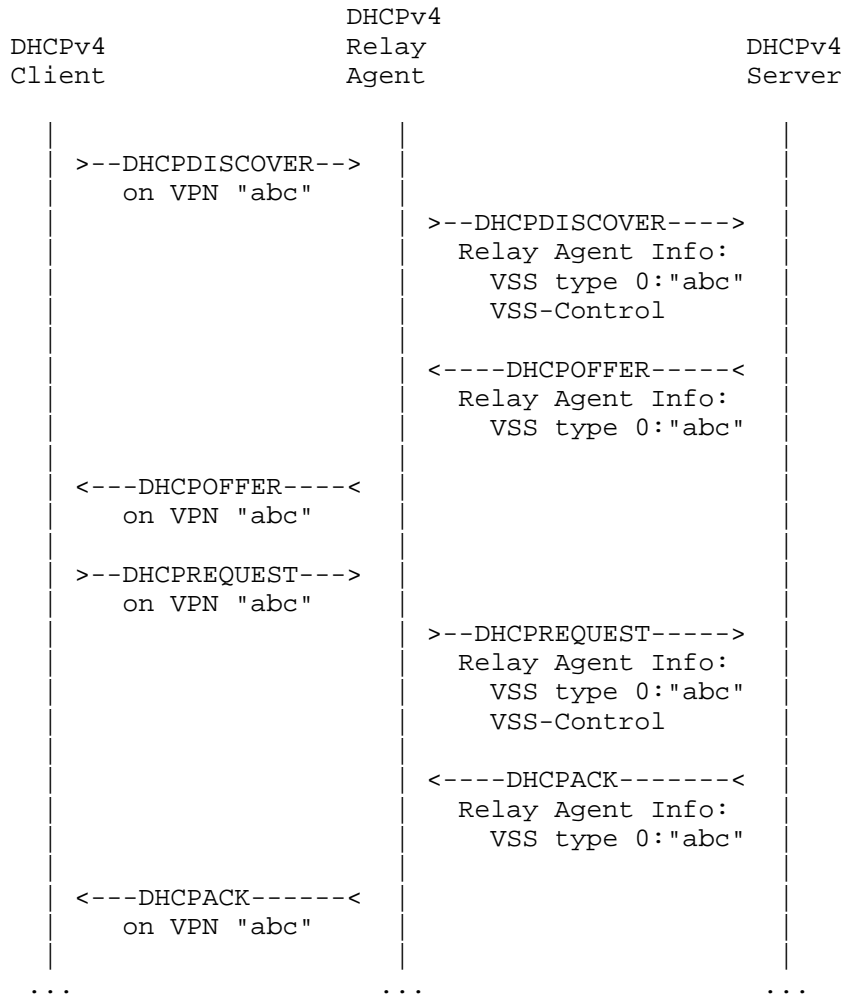 DHCPv4
DHCPv4 Relay DHCPv4
Client Agent Server
>--DHCPDISCOVER-->
on VPN "abc"
>--DHCPDISCOVER---->
Relay Agent Info:
VSS type 0:"abc"
VSS-Control
<----DHCPOFFER-----<
Relay Agent Info:
VSS type 0:"abc"
<---DHCPOFFER----<
on VPN "abc"
>--DHCPREQUEST--->
on VPN "abc"
>--DHCPREQUEST----->
Relay Agent Info:
VSS type 0:"abc"
VSS-Control
<----DHCPACK-------<
Relay Agent Info:
VSS type 0:"abc"
<---DHCPACK------<
on VPN "abc"
... ... ...